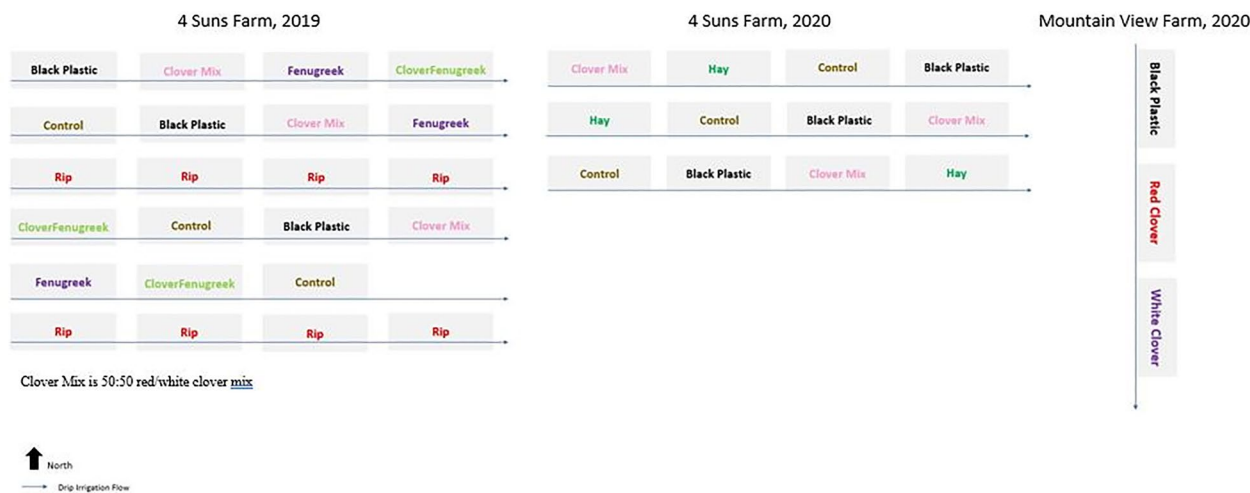 4 Suns Farm, 2019
Black Plastic Clover Mix Fenugreek CloverFenugreek
Control Black Plastic Clover Mix Fenugreek
Rip Rip Rip Rip
CloverFenugreek Control Black Plastic Clover Mix
Fenugreek CloverFenugreek Control
Rip Rip Rip Rip
Clover Mix is 50:50 red/white clover mix
North
Drip Irrigation Flow
4 Suns Farm, 2020
Clover Mix Hay Control Black Plastic
Hay Control Black Plastic Clover Mix
Control Black Plastic Clover Mix Hay
Mountain View Farm, 2020
Black Plastic
Red Clover
White Clover